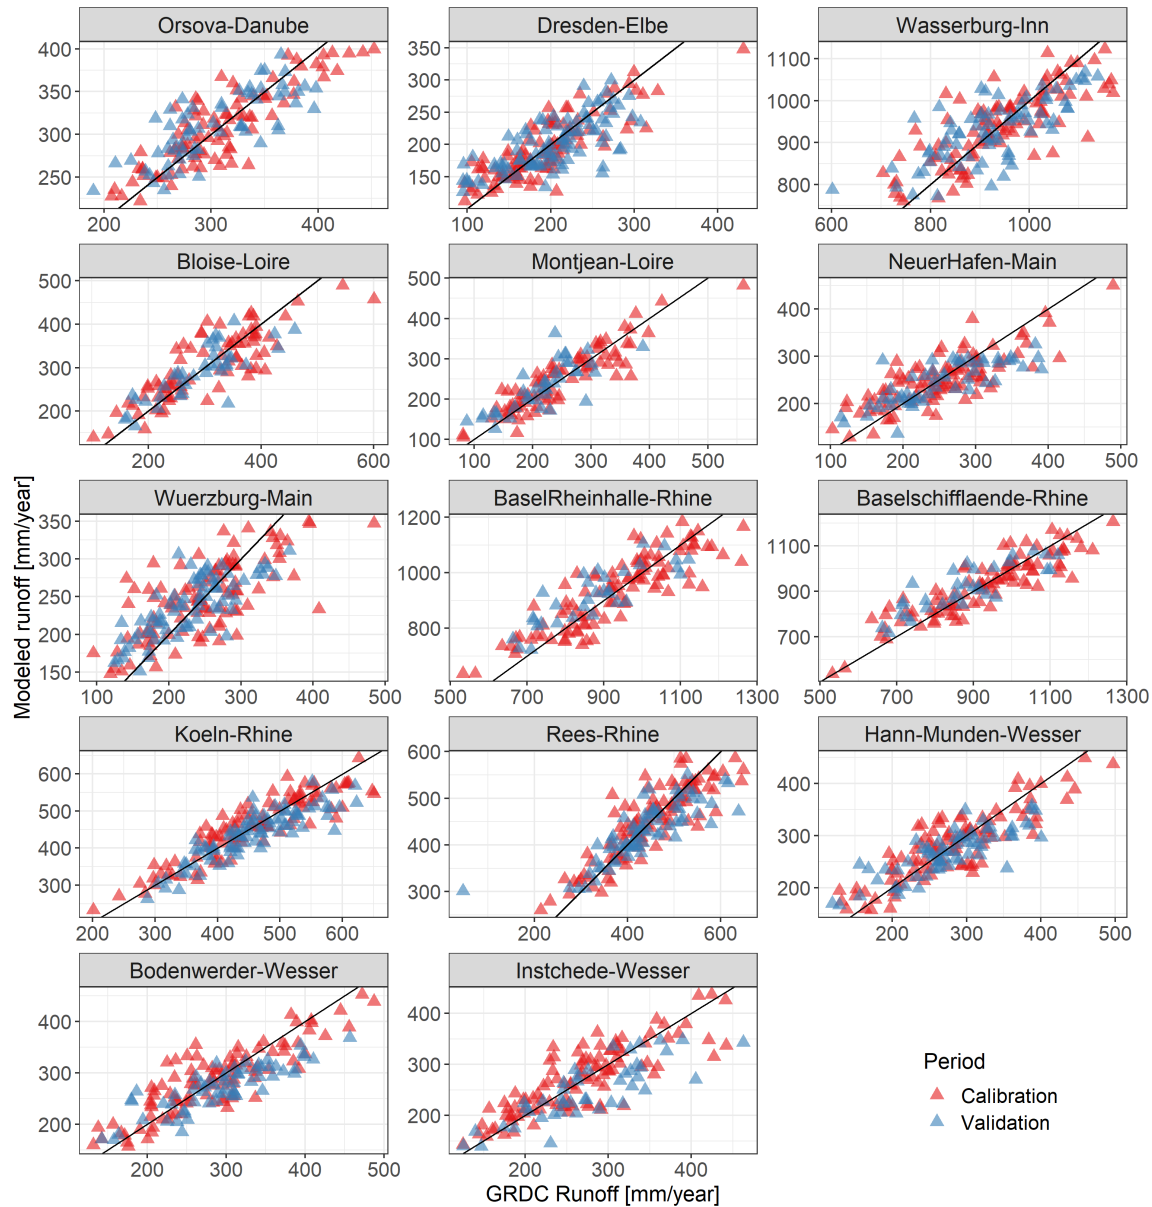 Orsova-Danube
Dresden-Elbe
Wasserburg-Inn
400
350
300
250
200 300 400
350
300
250
200
150
100 200 300 400
1100
1000
900
800
600 800 1000
Bloise-Loire
Montjean-Loire
NeuerHafen-Main
500
400
300
200
200 400 600
500
400
300
200
100
100 200 300 400 500
400
300
200
100 200 300 400 500
Wuerzburg-Main
BaselRheinhalle-Rhine
Baselschifflaende-Rhine
350
300
250
200
150
100 200 300 400 500
1200
1000
800
500 700 900 1100 1300
1100
900
700
500 700 900 1100 1300
Koeln-Rhine
Rees-Rhine
Hann-Munden-Wesser
600
500
400
300
200 300 400 500 600
600
500
400
300
200 400 600
400
300
200
200 300 400 500
Bodenwerder-Wesser
Instchede-Wesser
400
300
200
200 300 400 500
400
300
200
200 300 400
Modeled runoff [mm/year]
GRDC Runoff [mm/year]
Period
Calibration
Validation